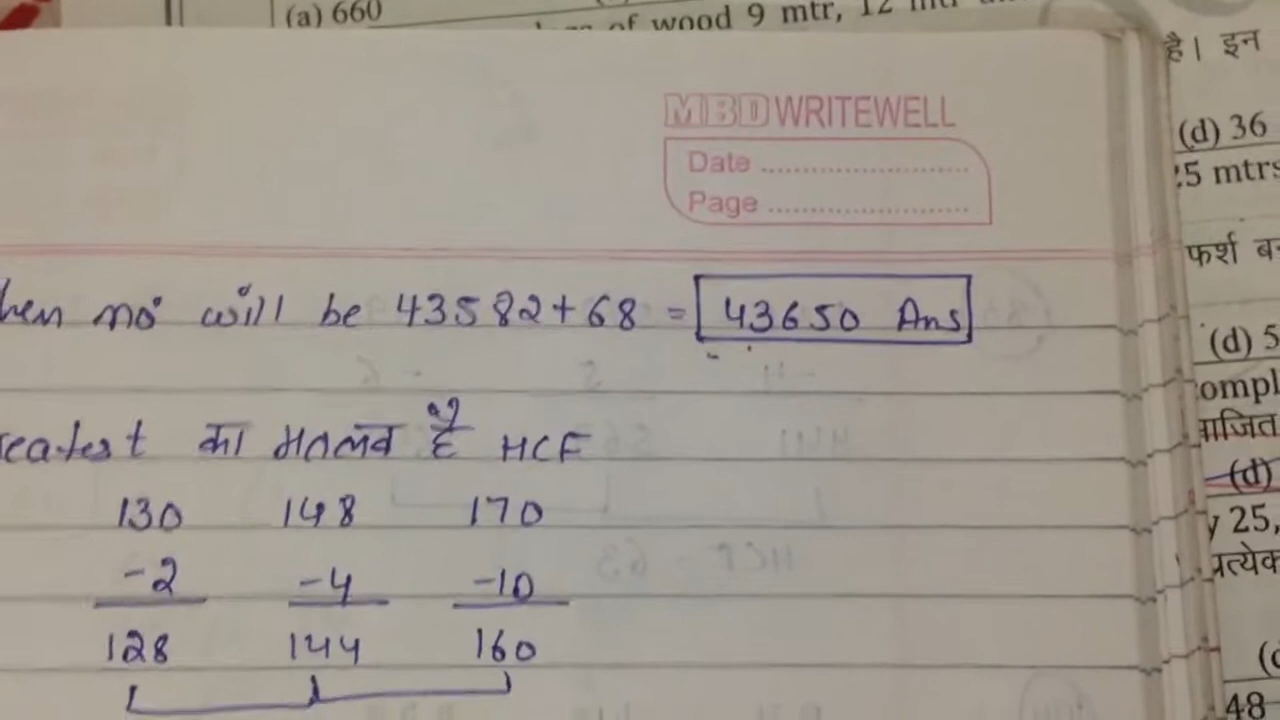 (a) 660
of wood 9 mtr, 12
MBD WRITEWELL
Date
Page
hen no will be 43582+68 = 43650 Ans
reatest का मतलब है HCF
130 148 170
-2 -4 -10
128 144 160
है। इन
(d) 36
25 mtrs
फर्श ब
(d) 5
ompl
भाजित
(d)
y 25,
प्रत्येक
48